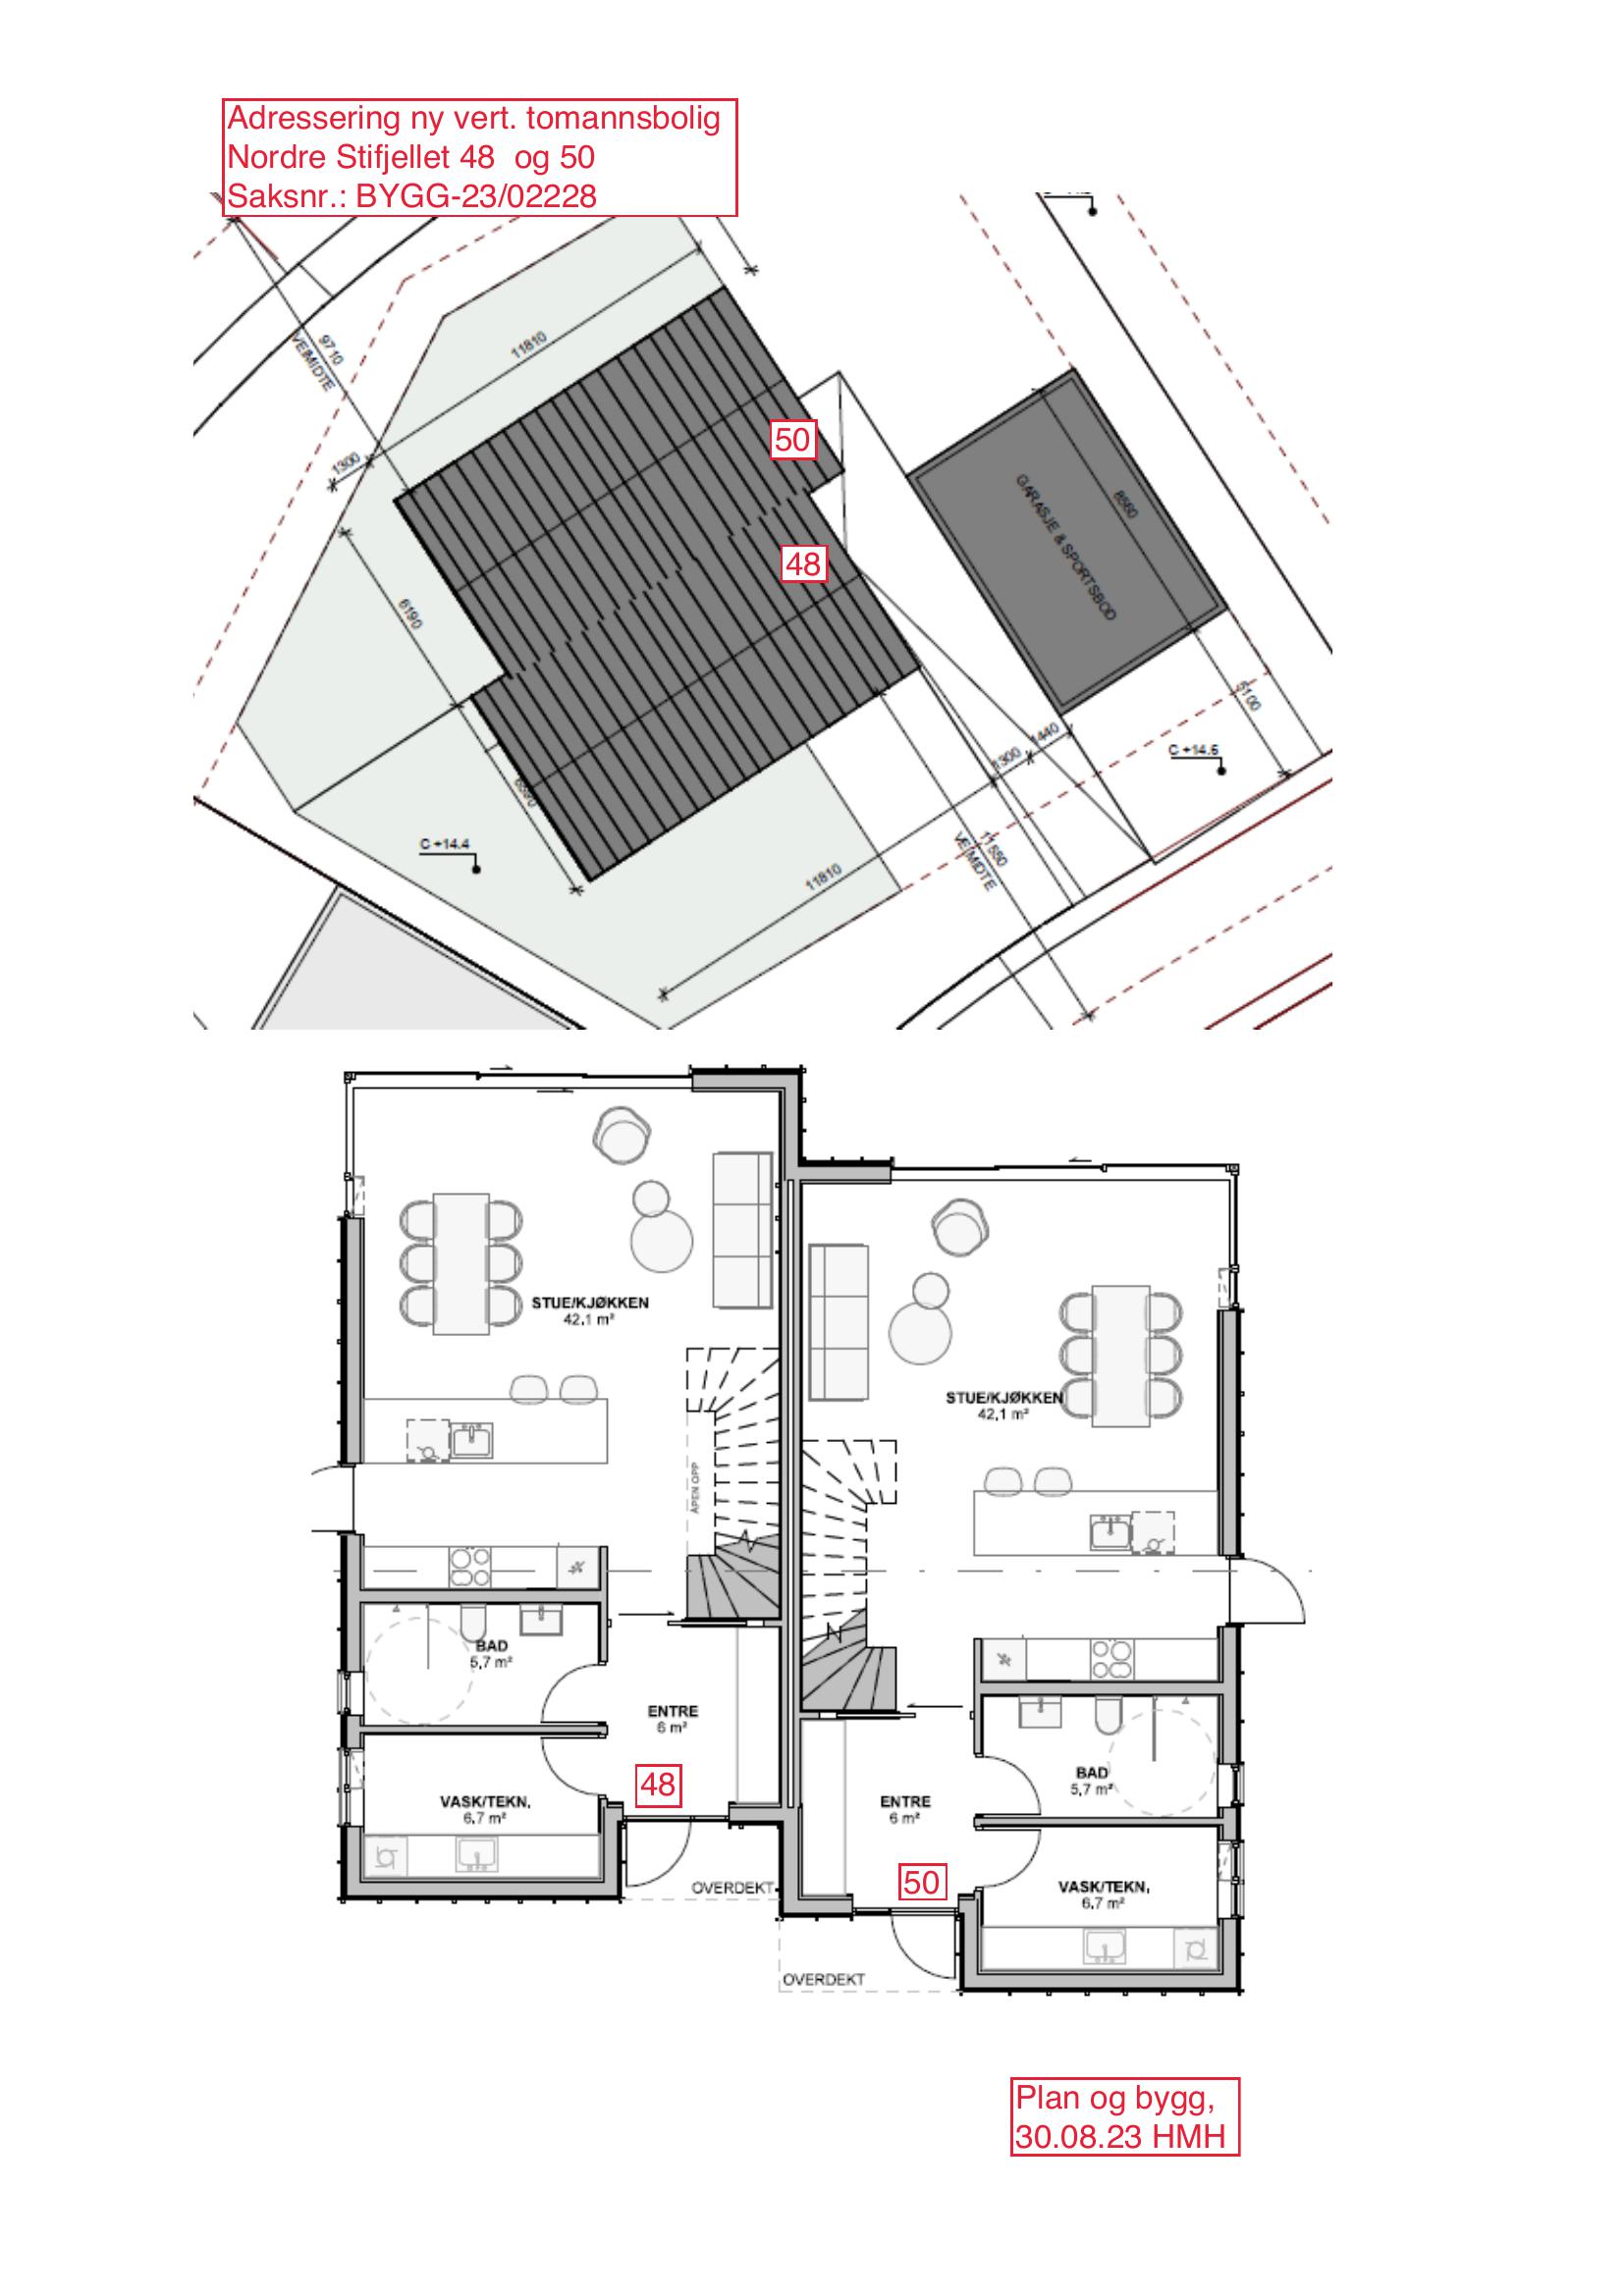 Adressering ny vert. tomannsbolig
Nordre Stifjellet 48 og 50
Saksnr.: BYGG-23/02228
9710
VEIMIDTE
11810
1300
50
48
GARASJE & SPORTSBOD
8560
6190
5100
1440
1300
C +14.5
C +14.4
11550
VEIMIDTE
11810
STUE/KJØKKEN
42,1 m²
STUE/KJØKKEN
42,1 m²
ÅPEN OPP
BAD
5,7 m²
ENTRE
6 m²
48
VASK/TEKN.
6,7 m²
BAD
5,7 m²
ENTRE
6 m²
50
OVERDEKT
VASK/TEKN.
6,7 m²
OVERDEKT
Plan og bygg,
30.08.23 HMH